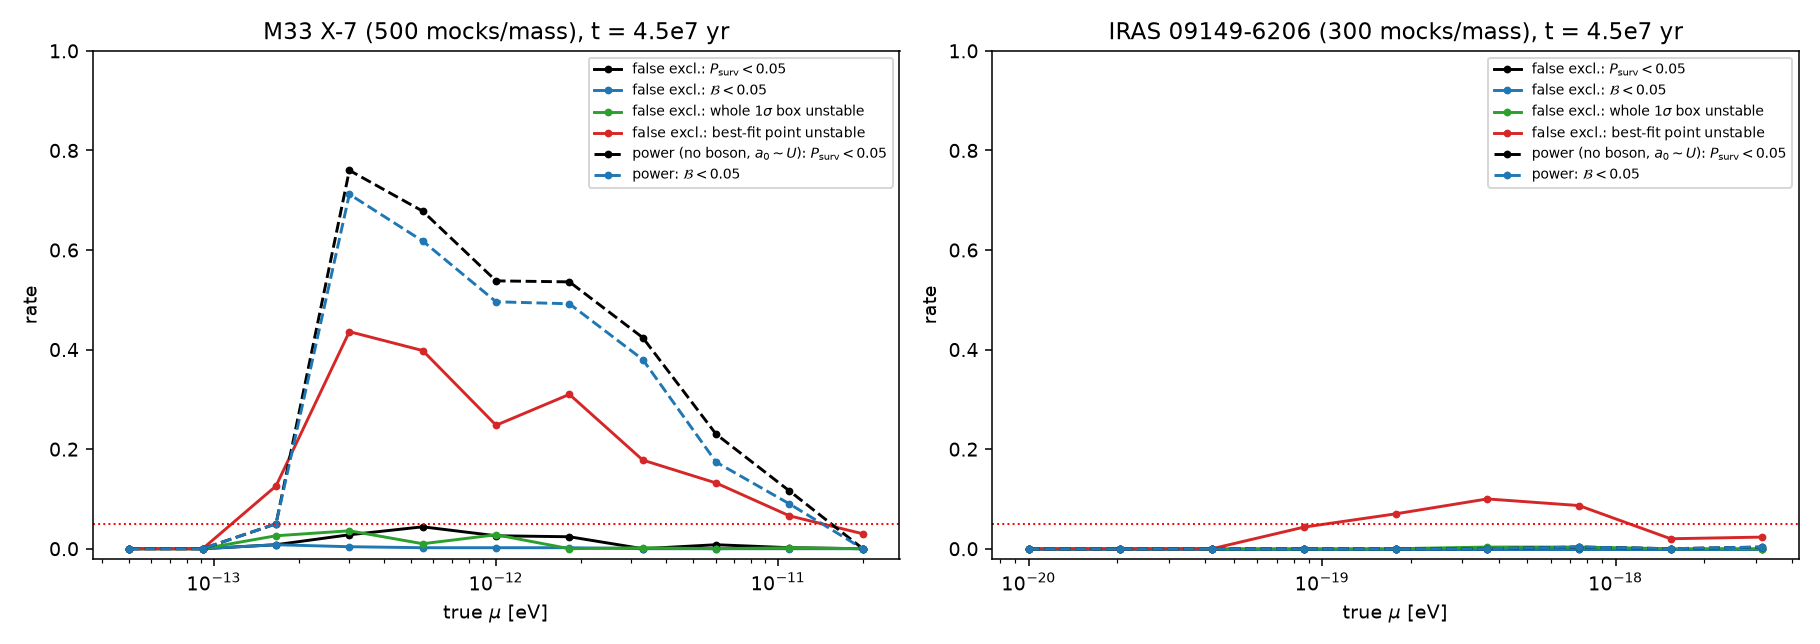 M33 X-7 (500 mocks/mass), t = 4.5e7 yr
1.0
0.8
0.6
0.4
0.2
0.0
rate
false excl.: P_surv < 0.05
false excl.: ℬ < 0.05
false excl.: whole 1σ box unstable
false excl.: best-fit point unstable
power (no boson, a₀ ~ U): P_surv < 0.05
power: ℬ < 0.05
10⁻¹³
10⁻¹²
10⁻¹¹
true μ [eV]
IRAS 09149-6206 (300 mocks/mass), t = 4.5e7 yr
1.0
0.8
0.6
0.4
0.2
0.0
rate
false excl.: P_surv < 0.05
false excl.: ℬ < 0.05
false excl.: whole 1σ box unstable
false excl.: best-fit point unstable
power (no boson, a₀ ~ U): P_surv < 0.05
power: ℬ < 0.05
10⁻²⁰
10⁻¹⁹
10⁻¹⁸
true μ [eV]